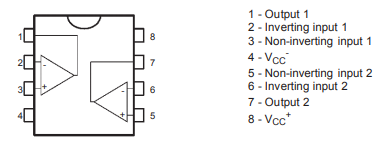 1 8
2 - - 7
3 + + 6
4 5
1 - Output 1
2 - Inverting input 1
3 - Non-inverting input 1
4 - VCC-
5 - Non-inverting input 2
6 - Inverting input 2
7 - Output 2
8 - VCC+